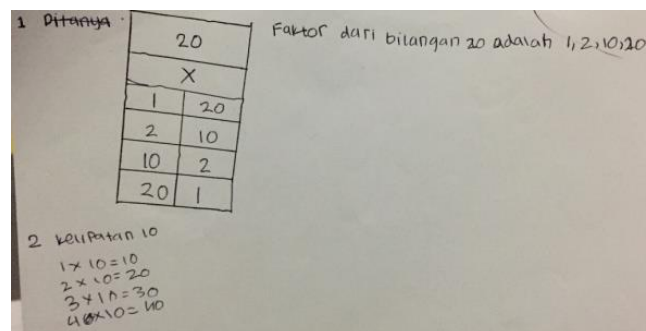 1 Ditanya
20
X
1 20
2 10
10 2
20 1
Faktor dari bilangan 20 adalah 1, 2, 10, 20
2 kelipatan 10
1 x 10 = 10
2 x 10 = 20
3 x 10 = 30
4 x 10 = 40